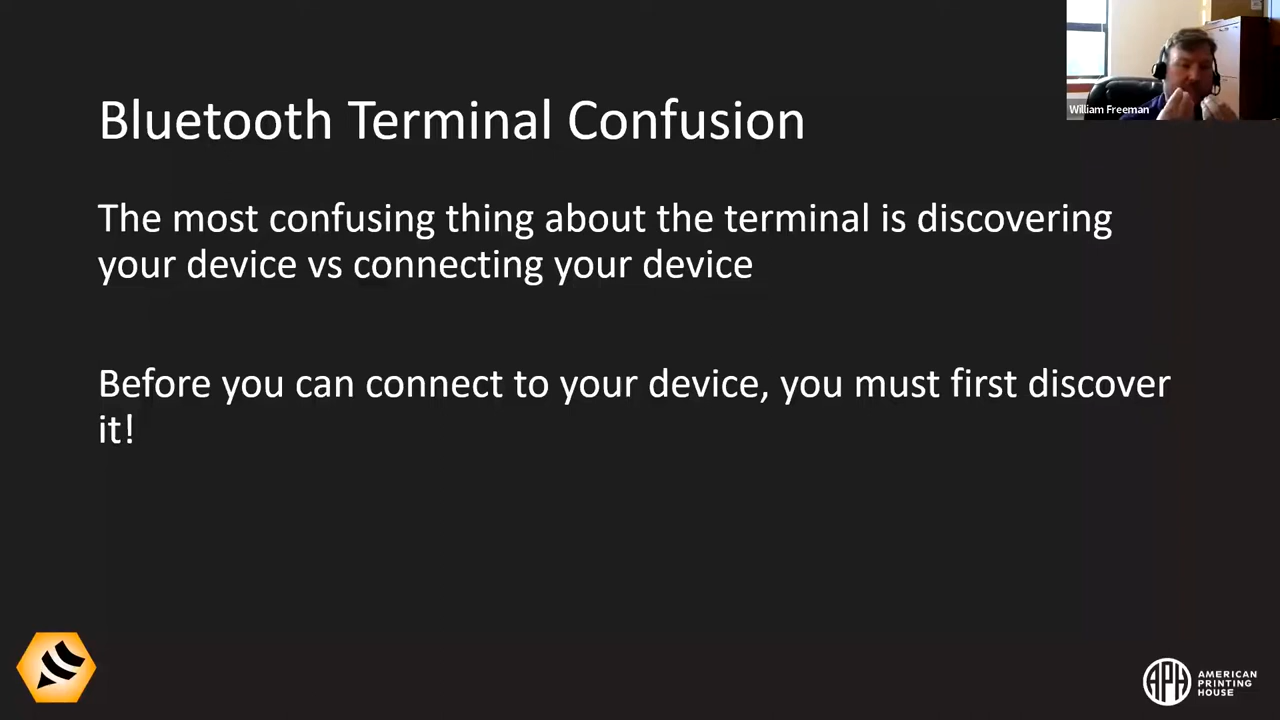 William Freeman
Bluetooth Terminal Confusion
The most confusing thing about the terminal is discovering
your device vs connecting your device
Before you can connect to your device, you must first discover
it!
APH
AMERICAN
PRINTING
HOUSE